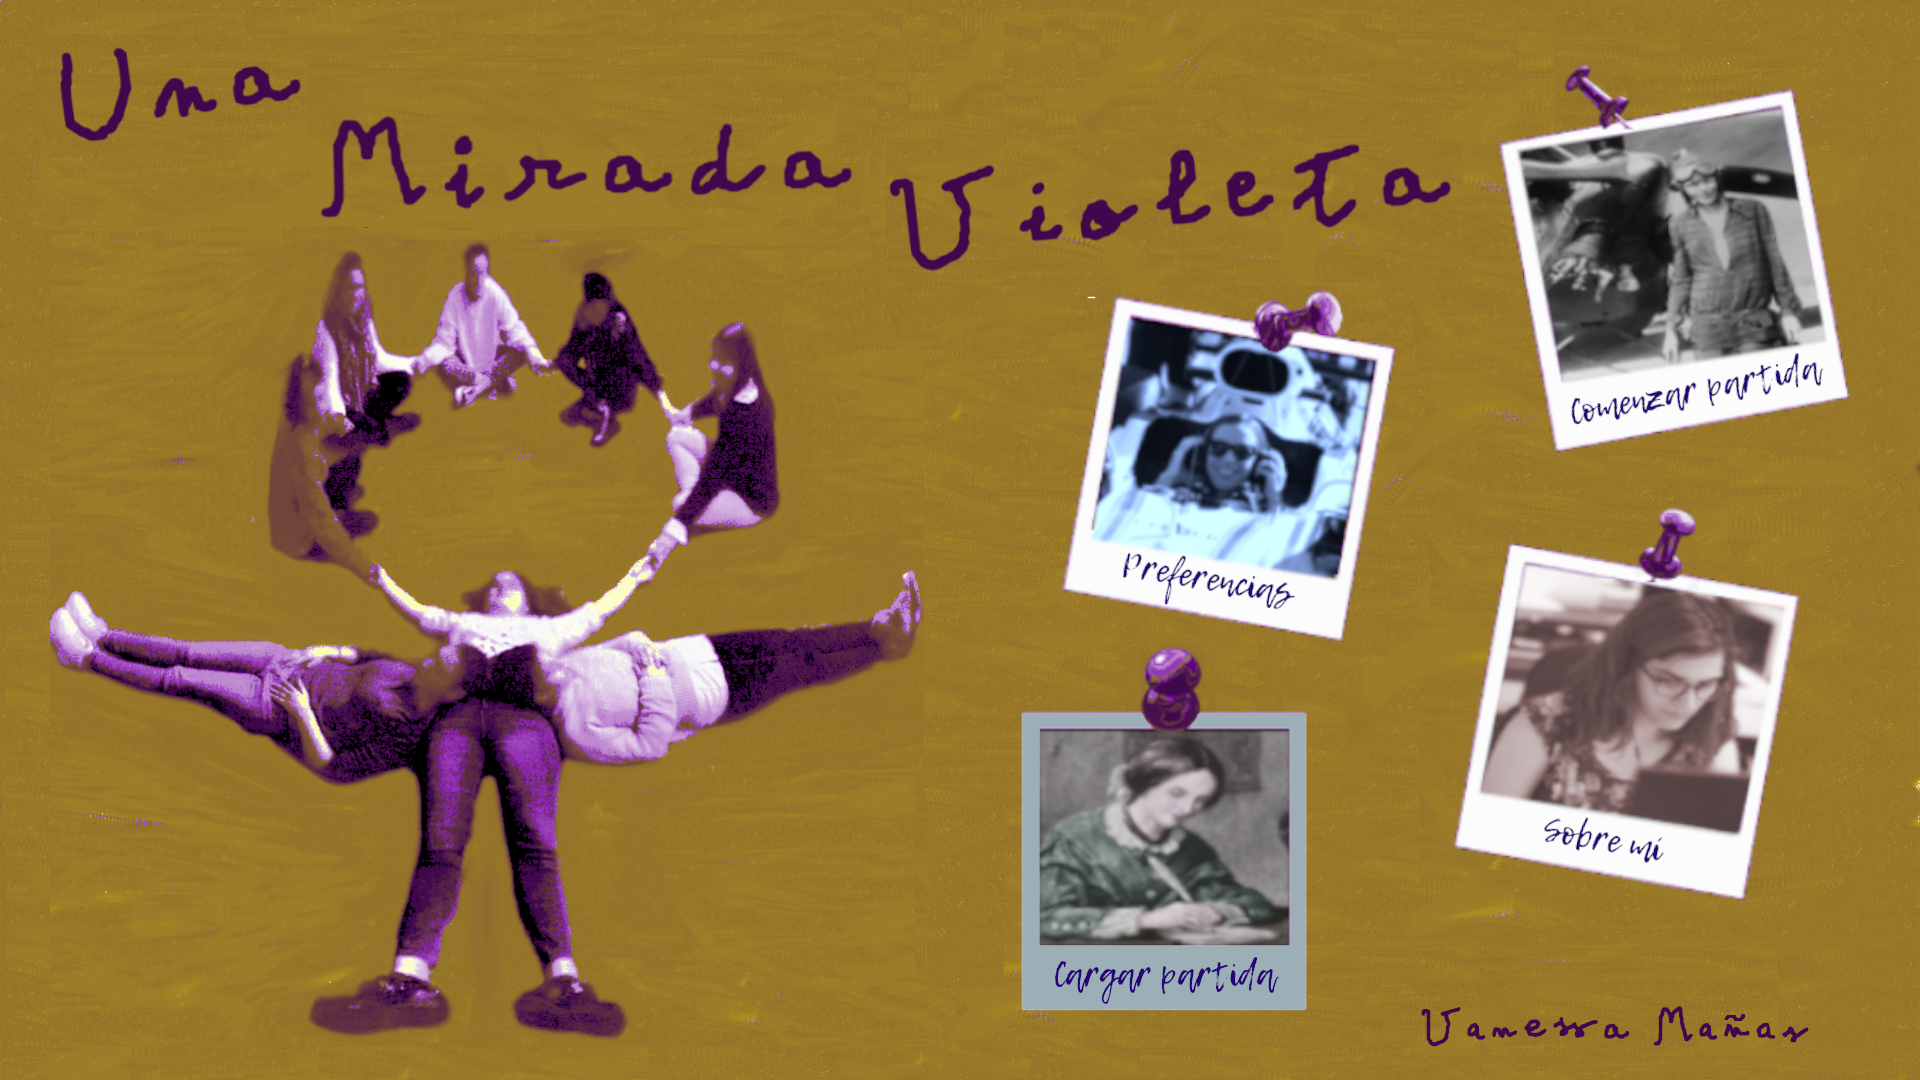 Una
Mirada
Violeta
Comenzar partida
Preferencias
Sobre mí
Cargar partida
Vanessa Mañas